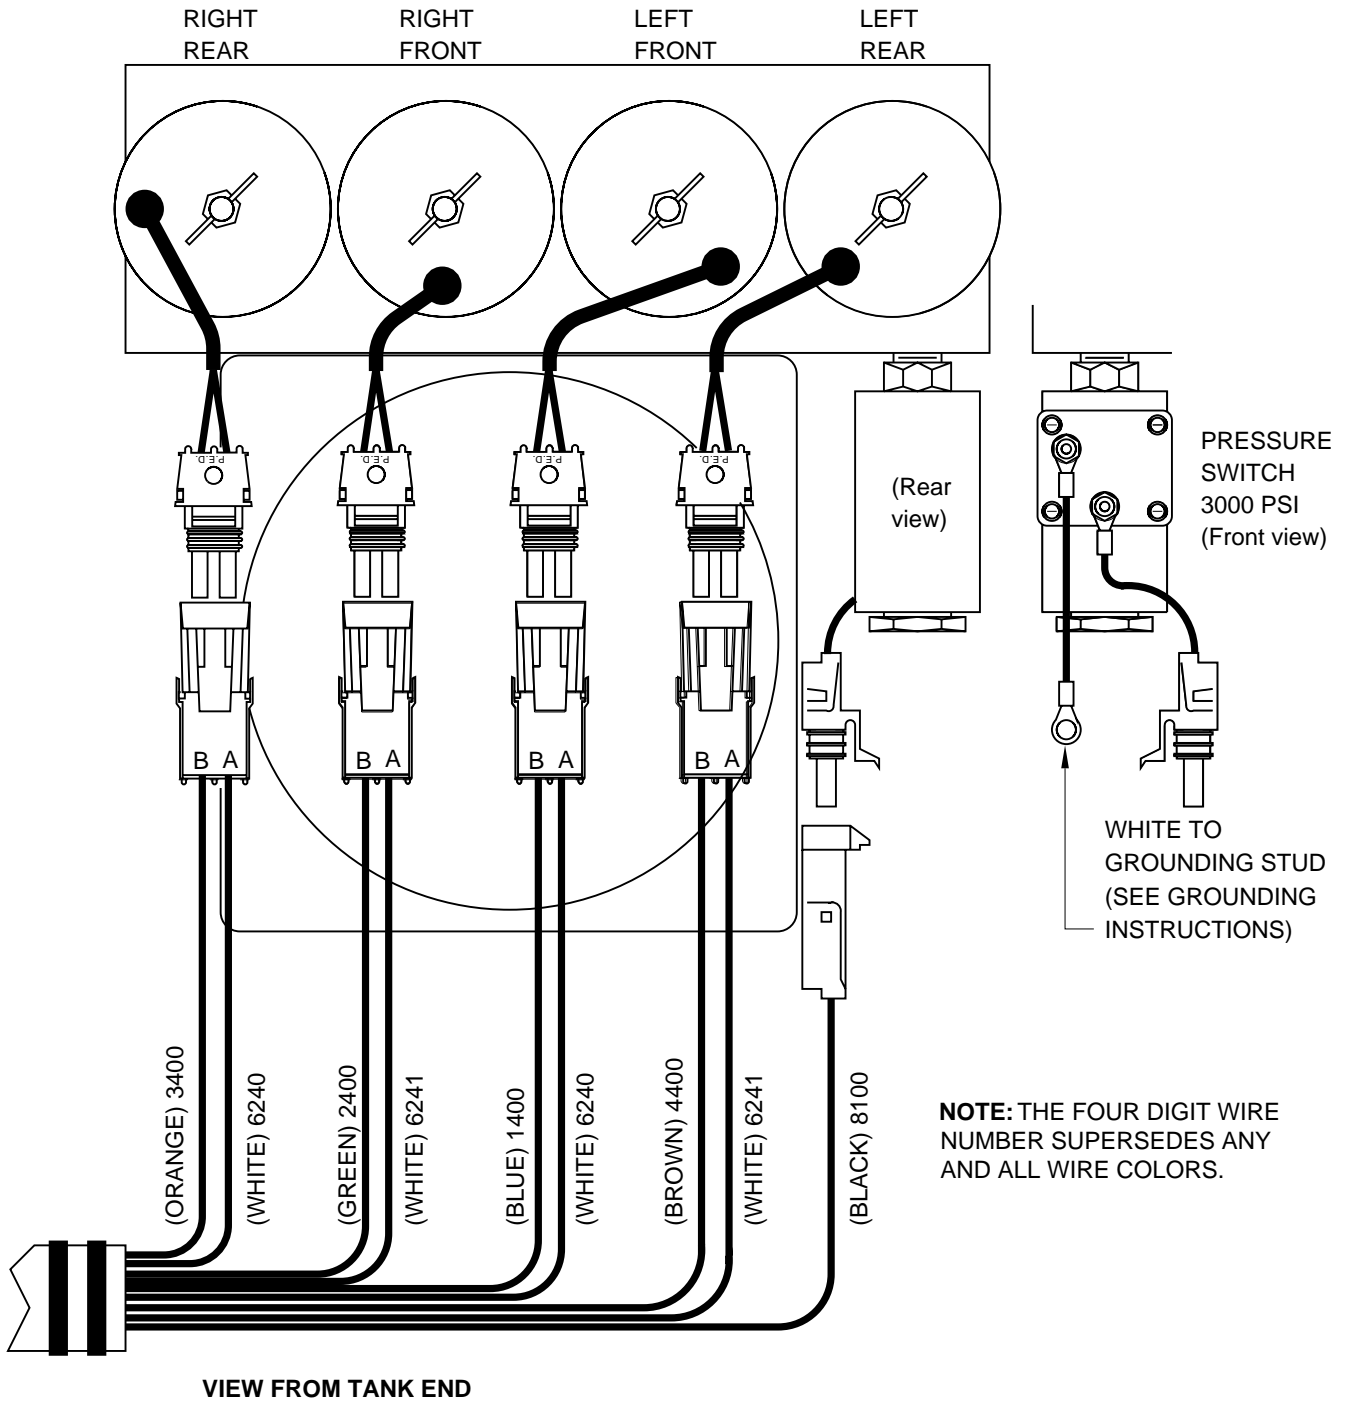 RIGHT
REAR
RIGHT
FRONT
LEFT
FRONT
LEFT
REAR
P.E.D.
P.E.D.
P.E.D.
P.E.D.
(Rear
view)
PRESSURE
SWITCH
3000 PSI
(Front view)
B A
B A
B A
B A
WHITE TO
GROUNDING STUD
(SEE GROUNDING
INSTRUCTIONS)
(ORANGE) 3400
(WHITE) 6240
(GREEN) 2400
(WHITE) 6241
(BLUE) 1400
(WHITE) 6240
(BROWN) 4400
(WHITE) 6241
(BLACK) 8100
NOTE: THE FOUR DIGIT WIRE
NUMBER SUPERSEDES ANY
AND ALL WIRE COLORS.
VIEW FROM TANK END